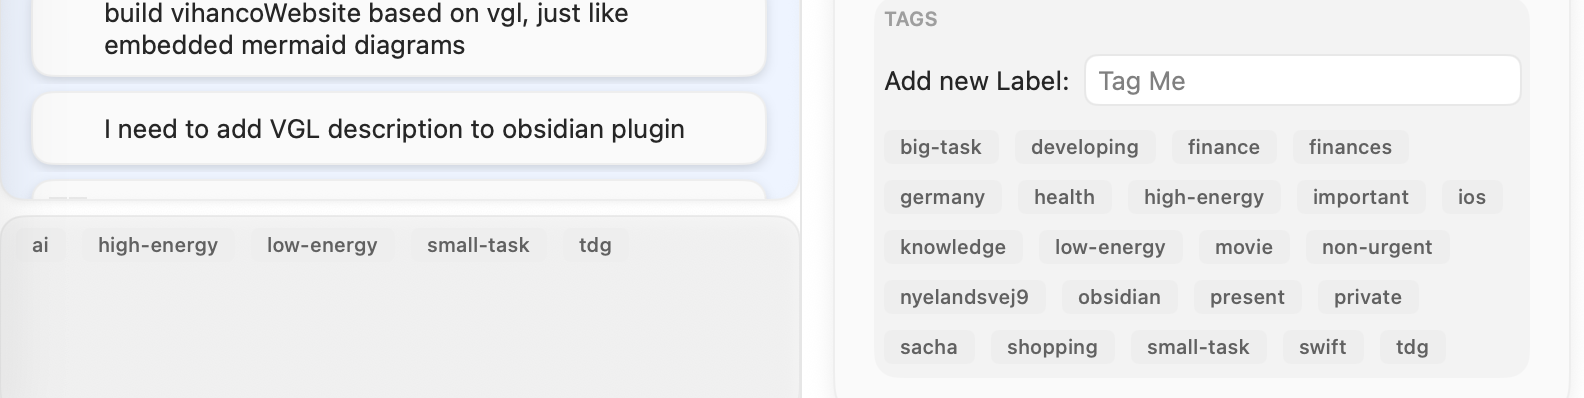 build vihancoWebsite based on vgl, just like
embedded mermaid diagrams
I need to add VGL description to obsidian plugin
ai high-energy low-energy small-task tdg
TAGS
Add new Label: Tag Me
big-task developing finance finances
germany health high-energy important ios
knowledge low-energy movie non-urgent
nyelandsvej9 obsidian present private
sacha shopping small-task swift tdg